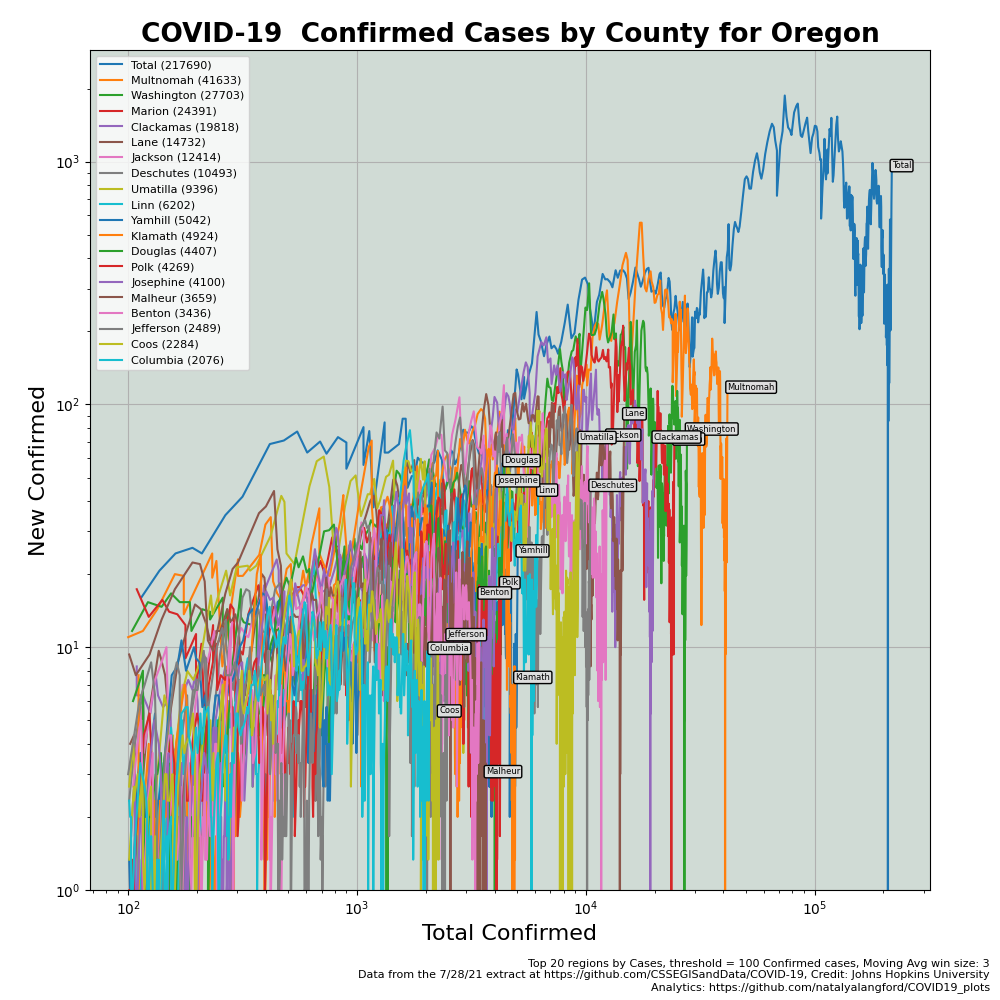 COVID-19  Confirmed Cases by County for Oregon
Total (217690)
Multnomah (41633)
Washington (27703)
Marion (24391)
Clackamas (19818)
Lane (14732)
Jackson (12414)
Deschutes (10493)
Umatilla (9396)
Linn (6202)
Yamhill (5042)
Klamath (4924)
Douglas (4407)
Polk (4269)
Josephine (4100)
Malheur (3659)
Benton (3436)
Jefferson (2489)
Coos (2284)
Columbia (2076)
New Confirmed
10³
10²
10¹
10⁰
Total
Multnomah
Lane
Washington
Umatilla
ckson
Clackamas
Douglas
Josephine
Linn
Deschutes
Yamhill
Polk
Benton
Jefferson
Columbia
Klamath
Coos
Malheur
10² 10³ 10⁴ 10⁵
Total Confirmed
Top 20 regions by Cases, threshold = 100 Confirmed cases, Moving Avg win size: 3
Data from the 7/28/21 extract at https://github.com/CSSEGISandData/COVID-19, Credit: Johns Hopkins University
Analytics: https://github.com/natalyalangford/COVID19_plots